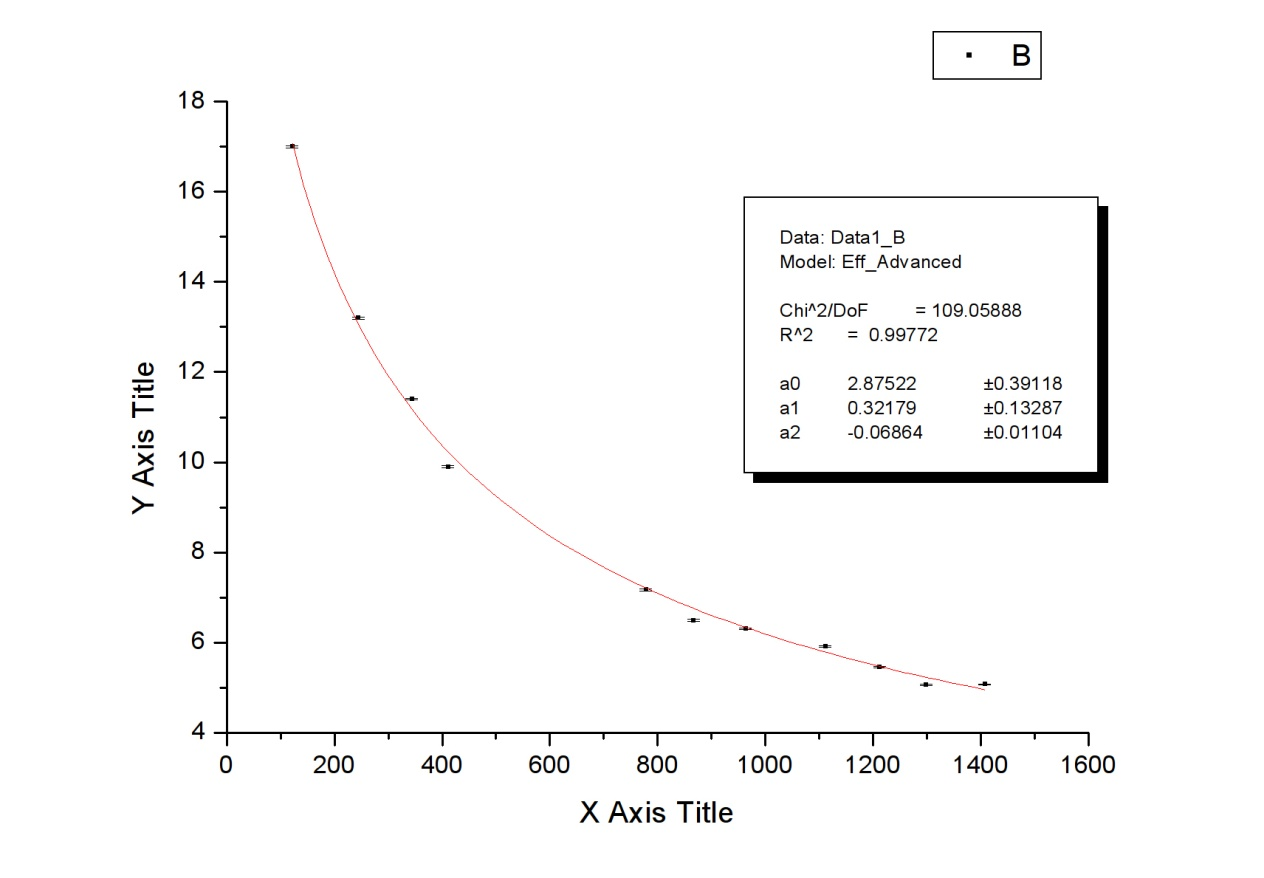 B
18
16
14
12
10
8
6
4
Y Axis Title
Data: Data1_B
Model: Eff_Advanced
Chi^2/DoF = 109.05888
R^2 = 0.99772
a0 2.87522 ±0.39118
a1 0.32179 ±0.13287
a2 -0.06864 ±0.01104
0 200 400 600 800 1000 1200 1400 1600
X Axis Title